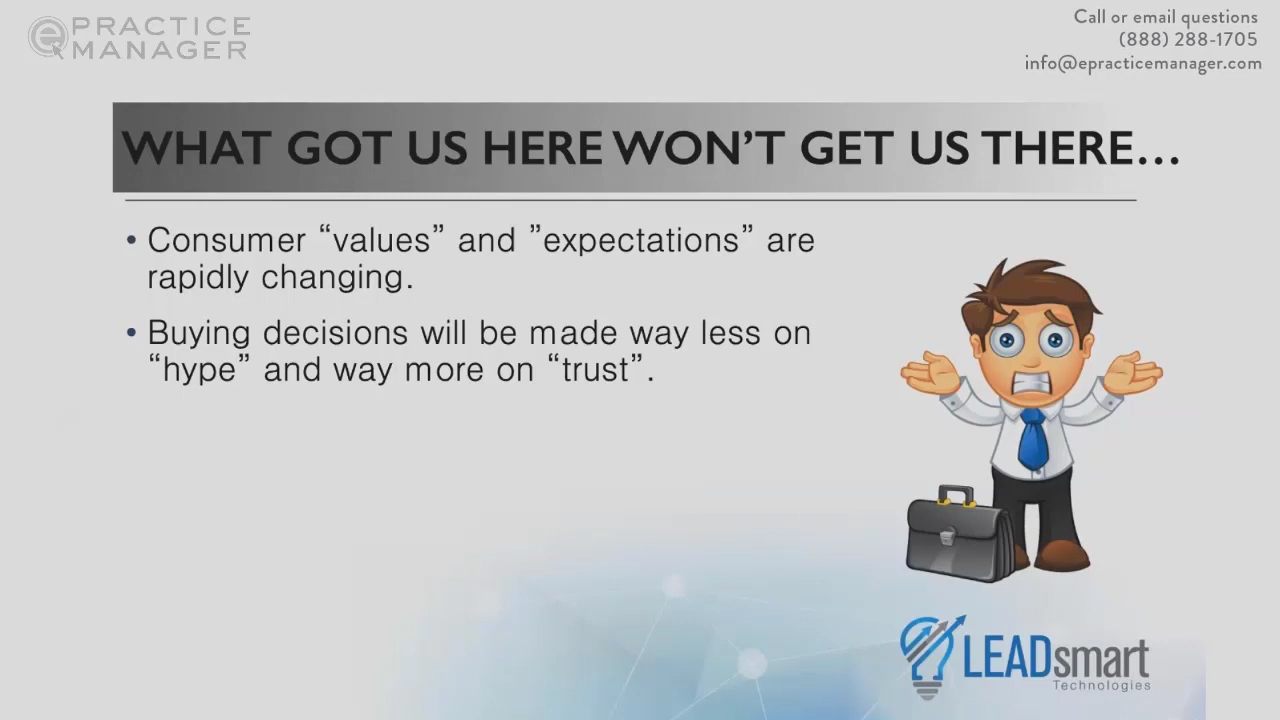 ePRACTICE
MANAGER
Call or email questions
(888) 288-1705
info@epracticemanager.com
WHAT GOT US HERE WON’T GET US THERE…
• Consumer “values” and ”expectations” are
rapidly changing.
• Buying decisions will be made way less on
“hype” and way more on “trust”.
LEADsmart
Technologies